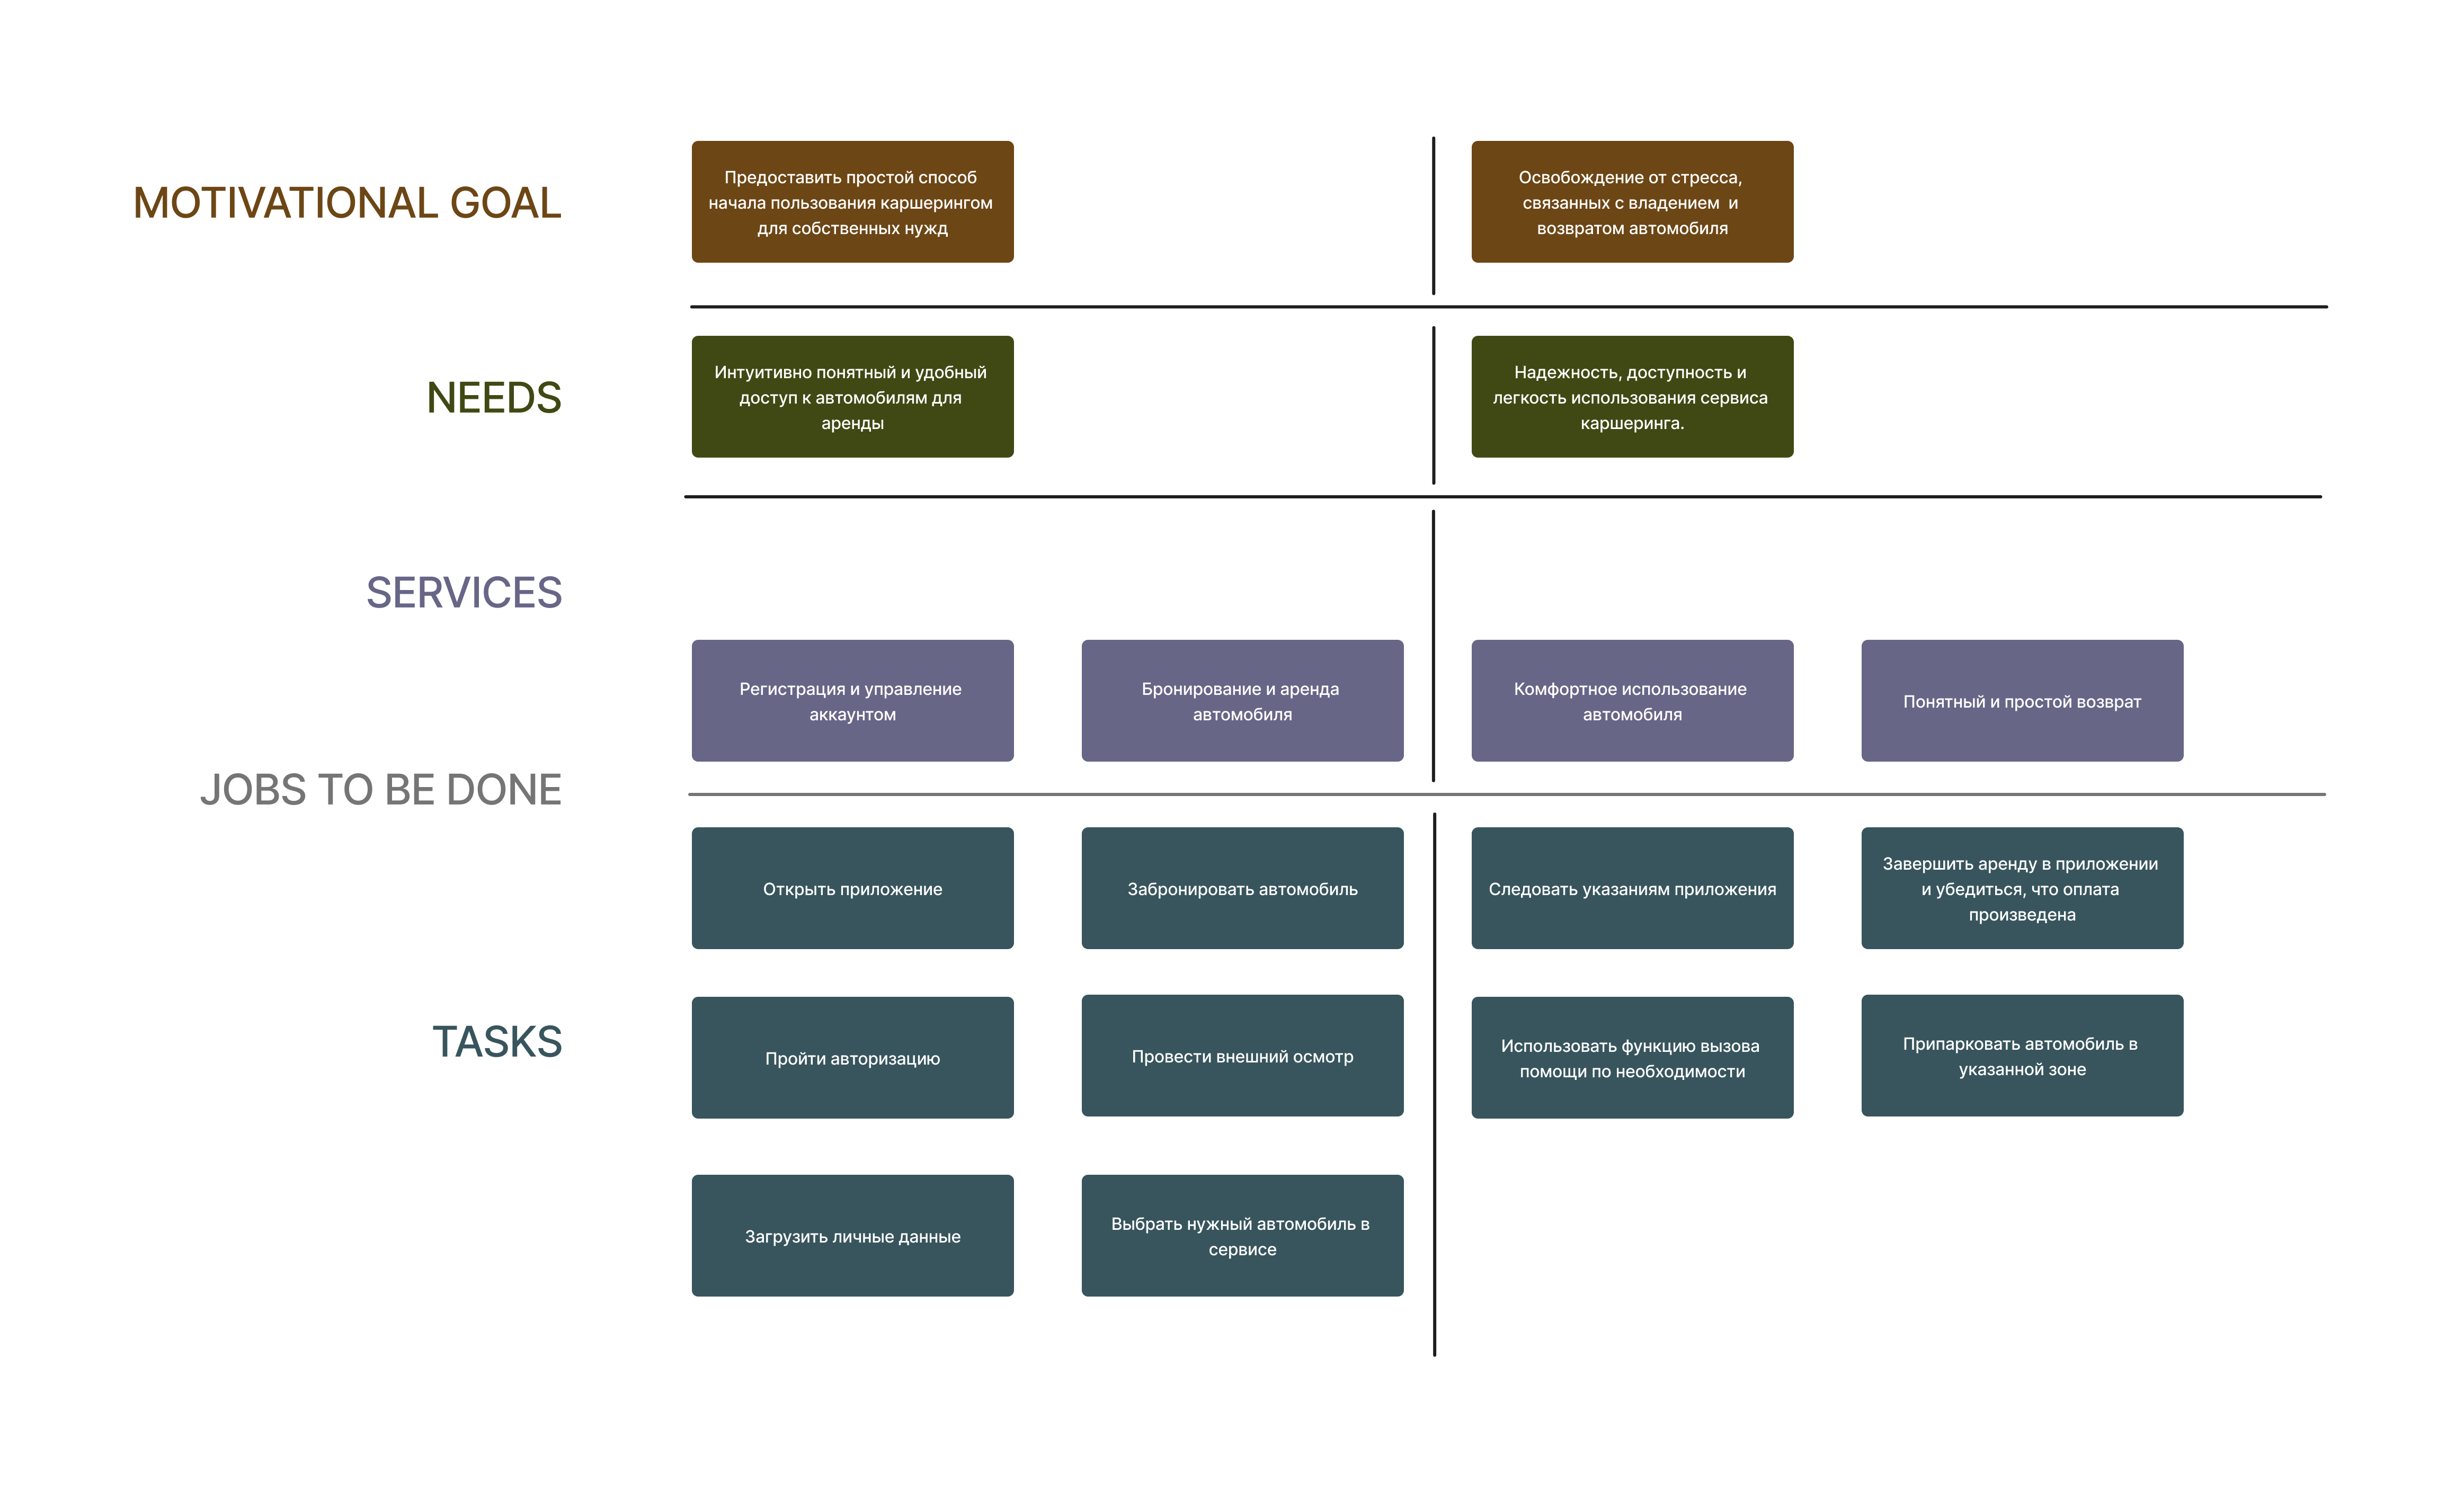 MOTIVATIONAL GOAL
Предоставить простой способ
начала пользования каршерингом
для собственных нужд
Освобождение от стресса,
связанных с владением  и
возвратом автомобиля
NEEDS
Интуитивно понятный и удобный
доступ к автомобилям для
аренды
Надежность, доступность и
легкость использования сервиса
каршеринга.
SERVICES
Регистрация и управление
аккаунтом
Бронирование и аренда
автомобиля
Комфортное использование
автомобиля
Понятный и простой возврат
JOBS TO BE DONE
Открыть приложение
Забронировать автомобиль
Следовать указаниям приложения
Завершить аренду в приложении
и убедиться, что оплата
произведена
TASKS
Пройти авторизацию
Провести внешний осмотр
Использовать функцию вызова
помощи по необходимости
Припарковать автомобиль в
указанной зоне
Загрузить личные данные
Выбрать нужный автомобиль в
сервисе